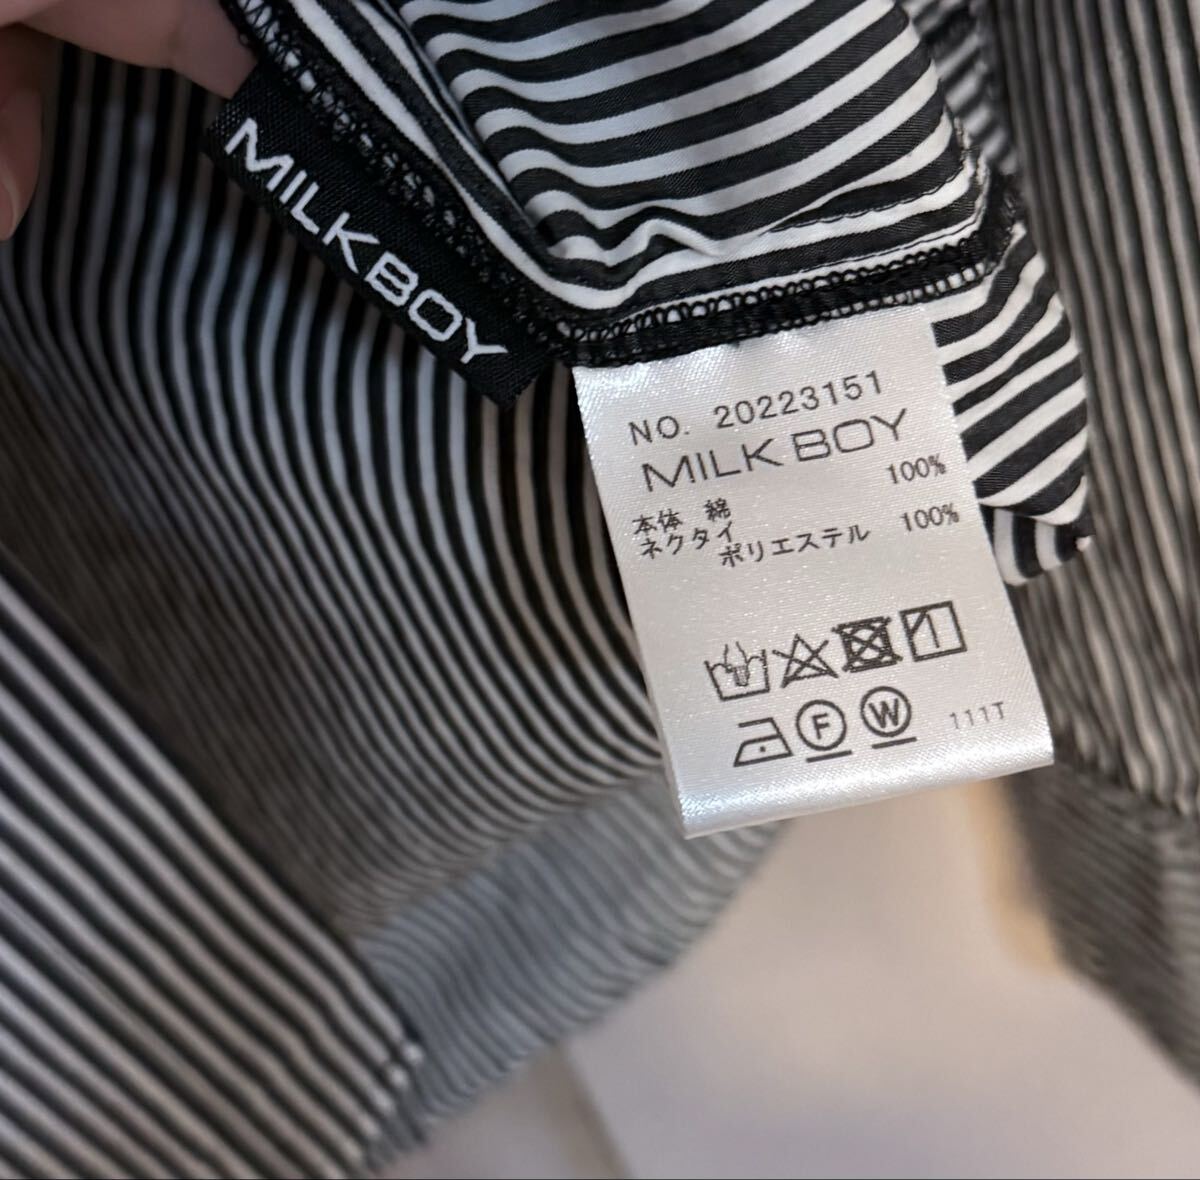 MILKBOY
NO. 20223151
MILK BOY
本体 綿 100%
ネクタイ
ポリエステル 100%
F W 111T